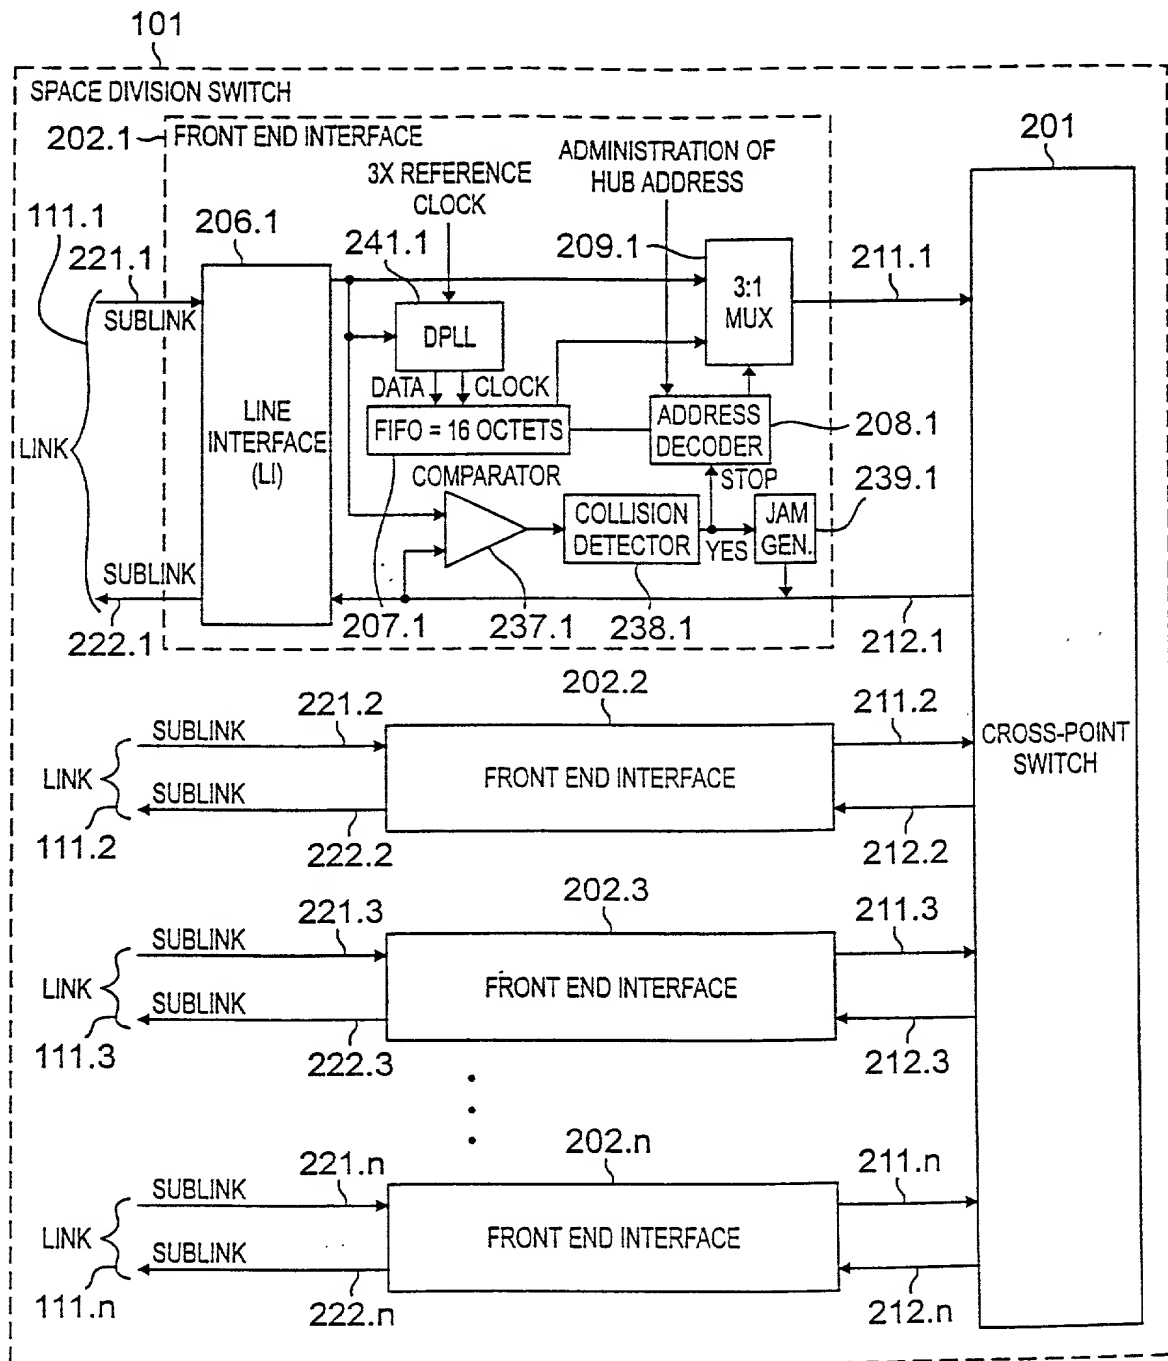 101
SPACE DIVISION SWITCH
202.1
FRONT END INTERFACE
3X REFERENCE
CLOCK
ADMINISTRATION OF
HUB ADDRESS
201
111.1
221.1
206.1
241.1
209.1
211.1
SUBLINK
DPLL
3:1
MUX
DATA
CLOCK
LINK
LINE
INTERFACE
(LI)
FIFO = 16 OCTETS
ADDRESS
DECODER
208.1
COMPARATOR
STOP
239.1
COLLISION
DETECTOR
YES
JAM
GEN.
SUBLINK
222.1
207.1
237.1
238.1
212.1
CROSS-POINT
SWITCH
221.2
202.2
211.2
SUBLINK
LINK
FRONT END INTERFACE
SUBLINK
111.2
222.2
212.2
221.3
202.3
211.3
SUBLINK
LINK
FRONT END INTERFACE
SUBLINK
111.3
222.3
212.3
221.n
202.n
211.n
SUBLINK
LINK
FRONT END INTERFACE
SUBLINK
111.n
222.n
212.n